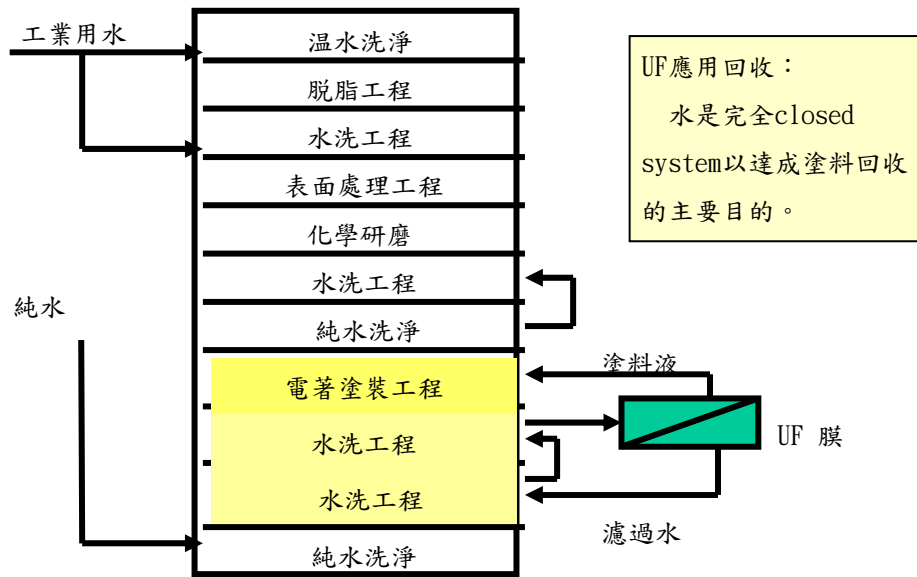 工業用水
温水洗淨
脱脂工程
水洗工程
表面處理工程
化學研磨
水洗工程
純水洗淨
電著塗裝工程
水洗工程
水洗工程
純水洗淨
純水
UF應用回收：
水是完全closed
system以達成塗料回收
的主要目的。
塗料液
UF 膜
濾過水